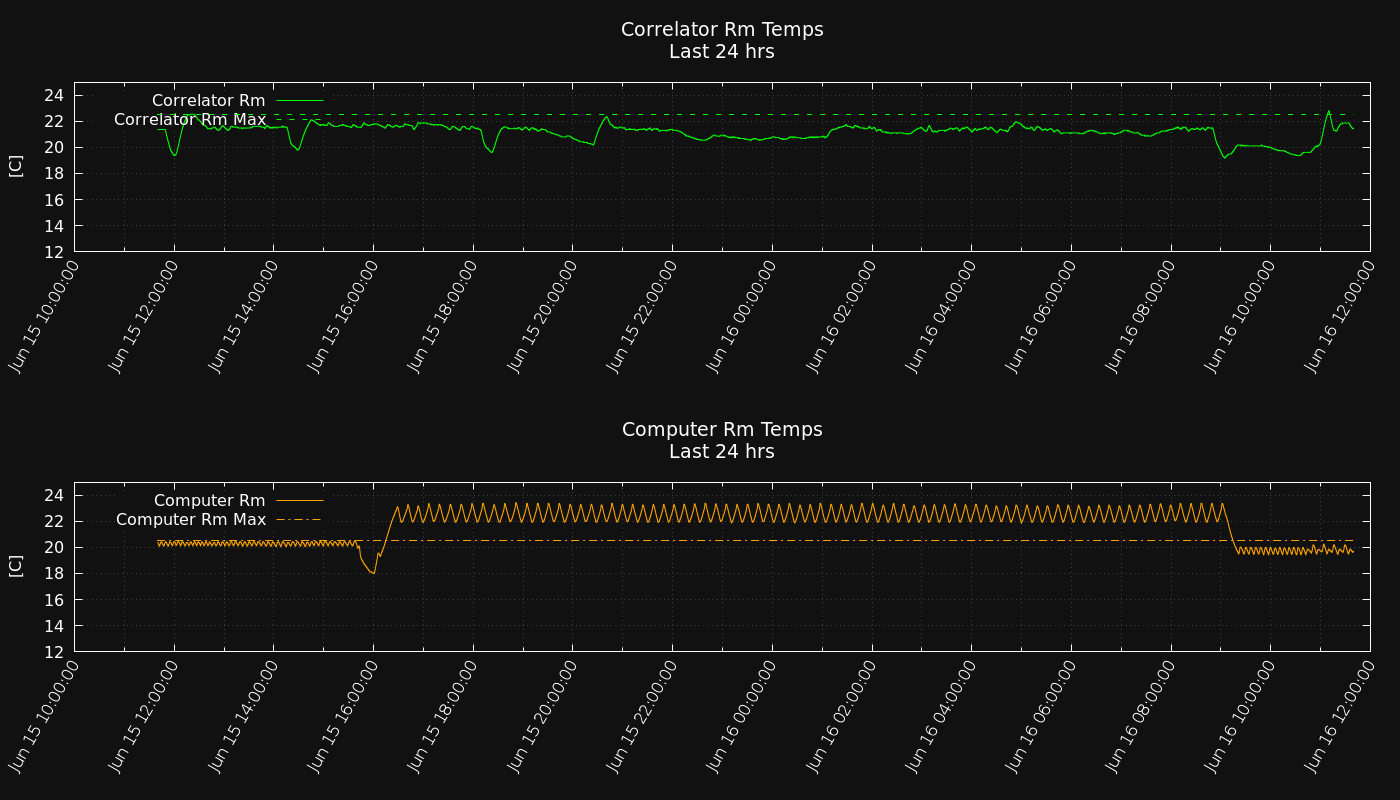 Correlator Rm Temps
Last 24 hrs
Correlator Rm
Correlator Rm Max
[C]
24
22
20
18
16
14
12
Jun 15 10:00:00
Jun 15 12:00:00
Jun 15 14:00:00
Jun 15 16:00:00
Jun 15 18:00:00
Jun 15 20:00:00
Jun 15 22:00:00
Jun 16 00:00:00
Jun 16 02:00:00
Jun 16 04:00:00
Jun 16 06:00:00
Jun 16 08:00:00
Jun 16 10:00:00
Jun 16 12:00:00
Computer Rm Temps
Last 24 hrs
Computer Rm
Computer Rm Max
[C]
24
22
20
18
16
14
12
Jun 15 10:00:00
Jun 15 12:00:00
Jun 15 14:00:00
Jun 15 16:00:00
Jun 15 18:00:00
Jun 15 20:00:00
Jun 15 22:00:00
Jun 16 00:00:00
Jun 16 02:00:00
Jun 16 04:00:00
Jun 16 06:00:00
Jun 16 08:00:00
Jun 16 10:00:00
Jun 16 12:00:00